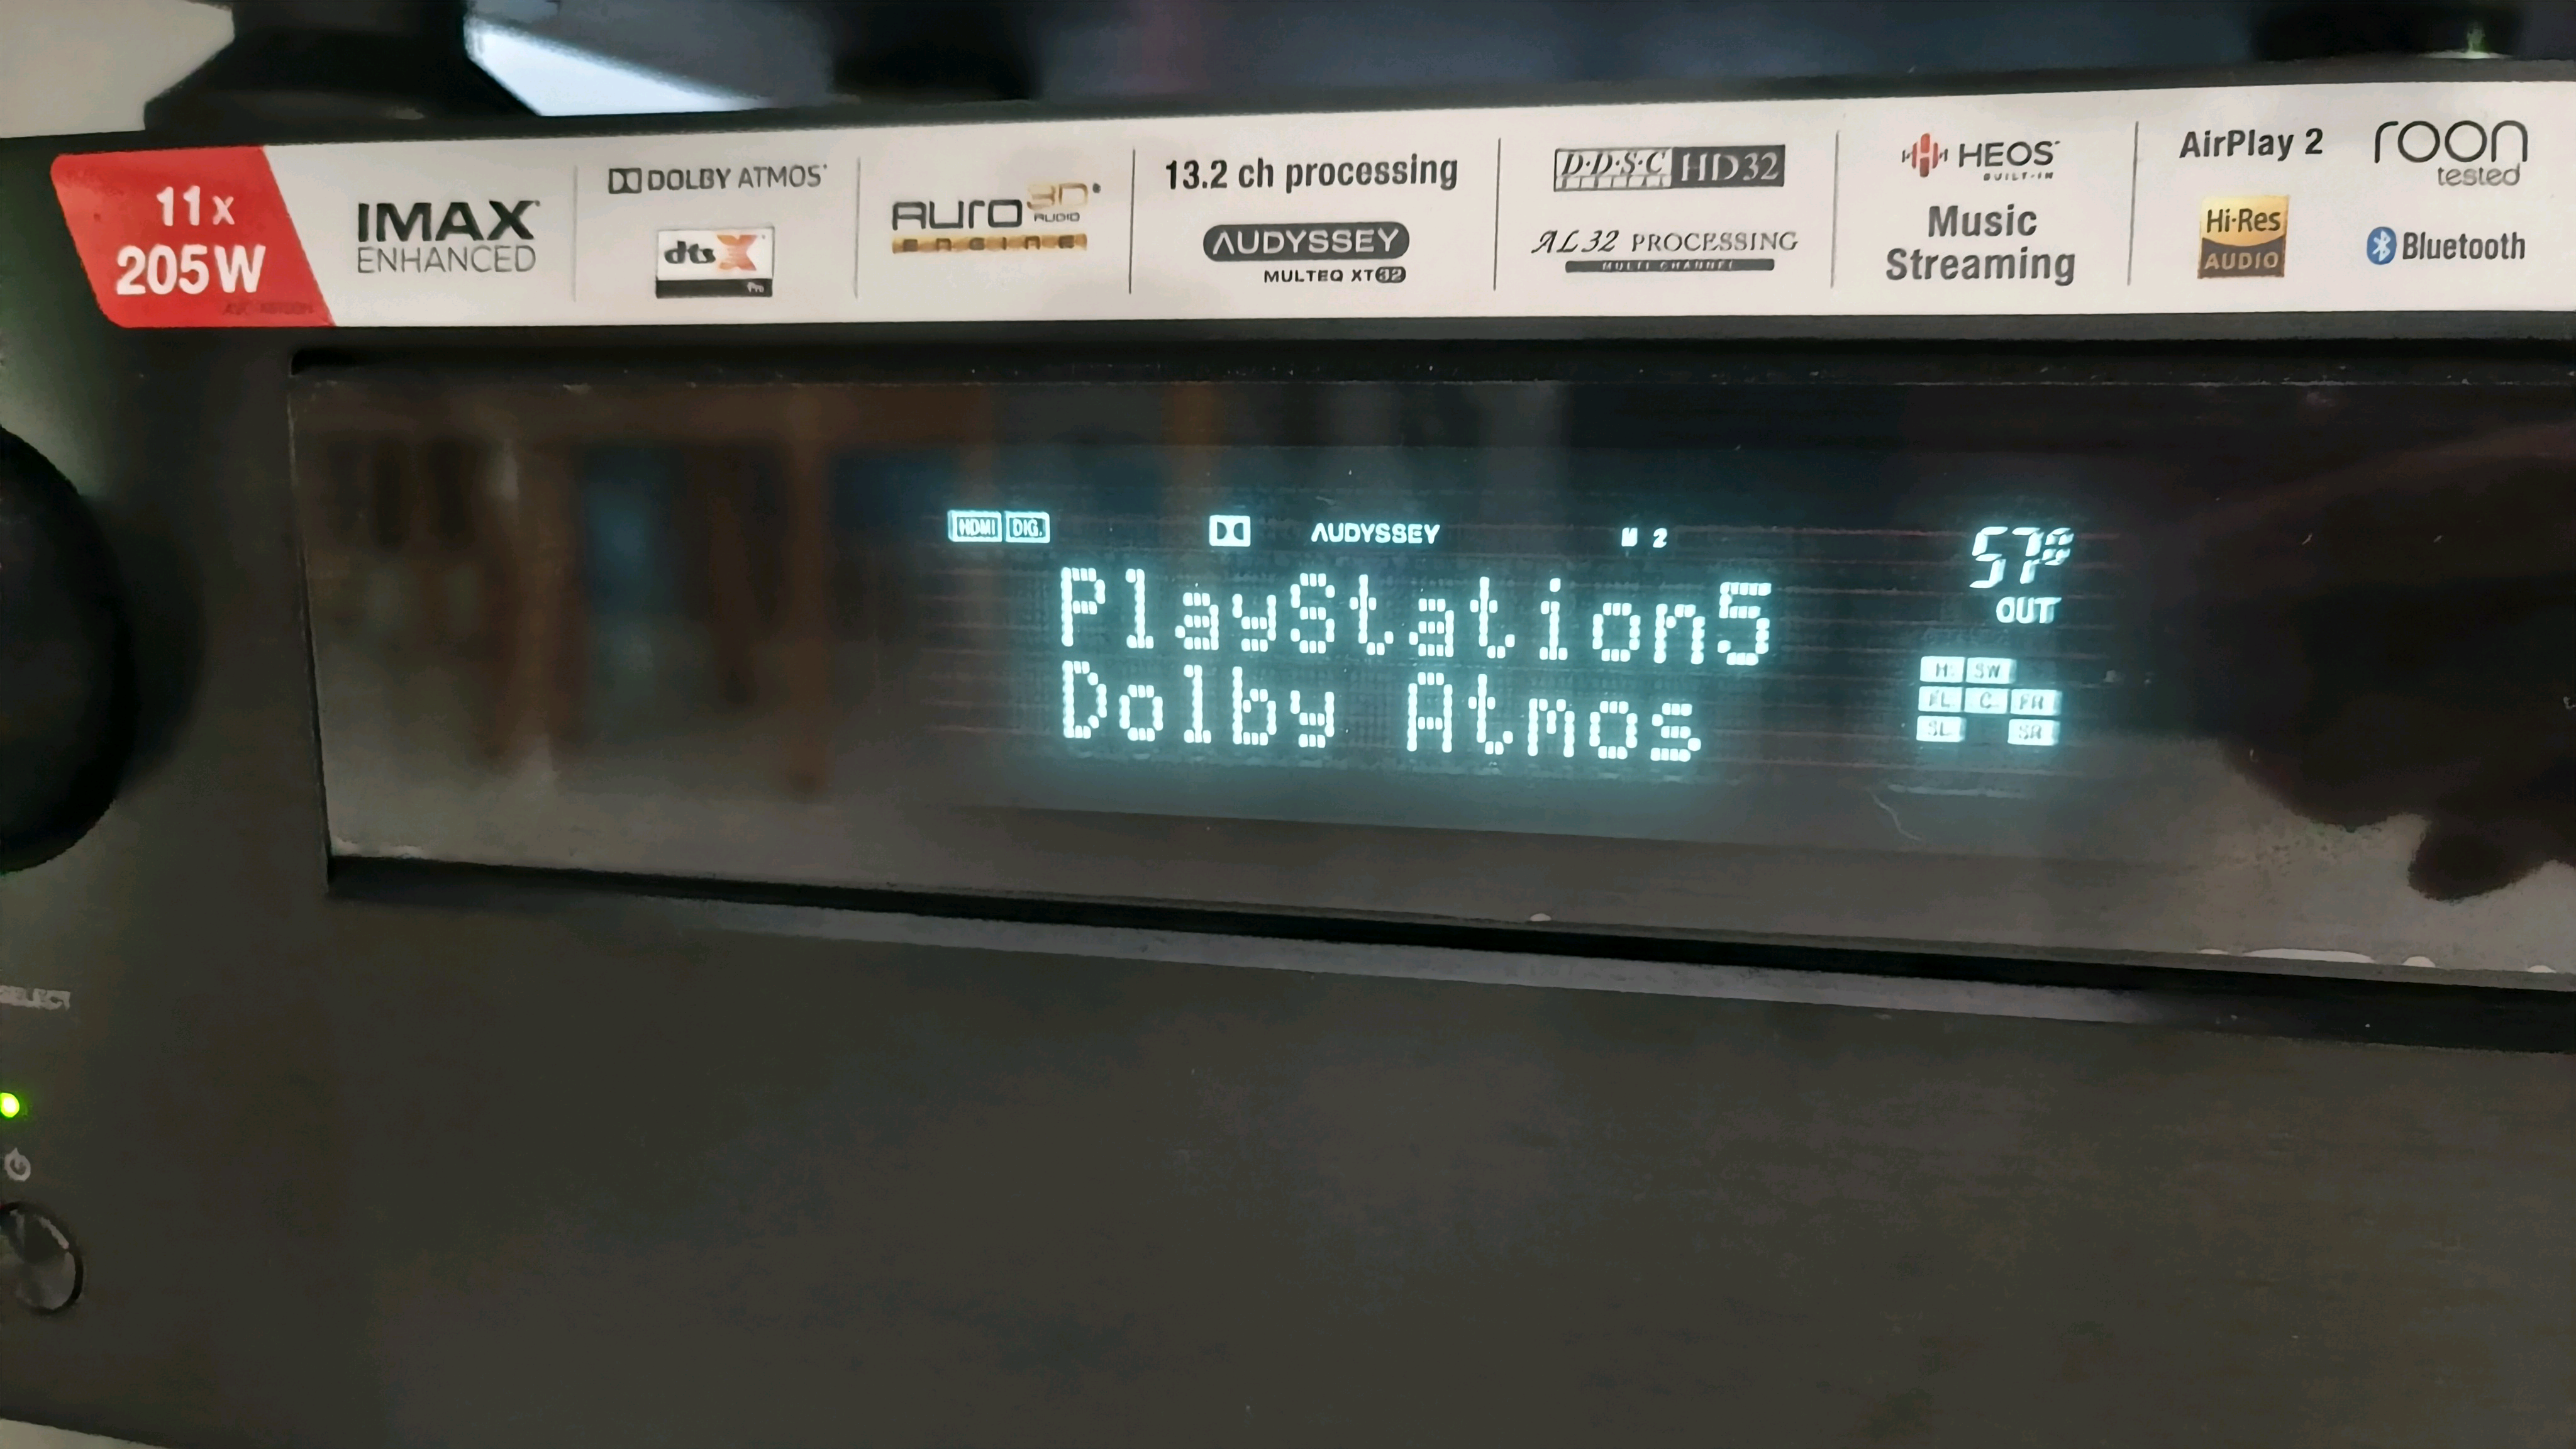 11x
205W
IMAX
ENHANCED
DOLBY ATMOS
dts X
Pro
AURO 3D
AUDIO
ENGINE
13.2 ch processing
AUDYSSEY
MULTEQ XT32
D·D·S·C HD32
DIGITAL
AL32 PROCESSING
MULTI CHANNEL
HEOS
BUILT-IN
Music
Streaming
AirPlay 2
roon
tested
Hi-Res
AUDIO
Bluetooth
HDMI DIG. AUDYSSEY M 2
PlayStation5
Dolby Atmos
OUT
H. SW
FL C FR
SL SR